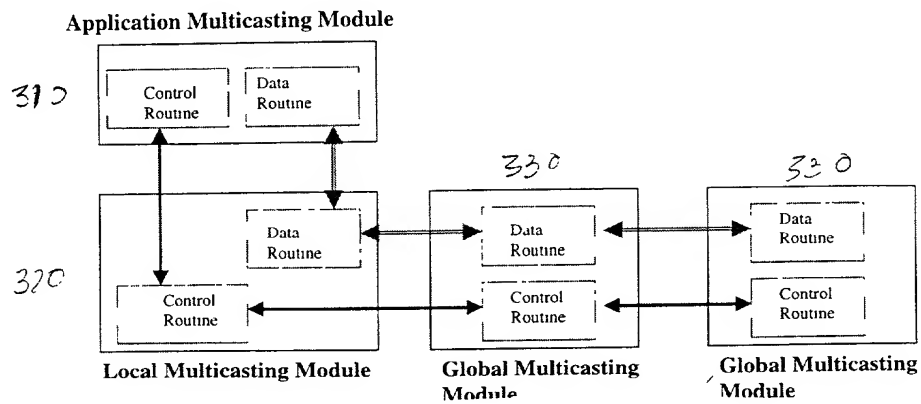 Application Multicasting Module
310
Control
Routine
Data
Routine
330
330
320
Data
Routine
Control
Routine
Data
Routine
Control
Routine
Data
Routine
Control
Routine
Local Multicasting Module
Global Multicasting
Module
Global Multicasting
Module